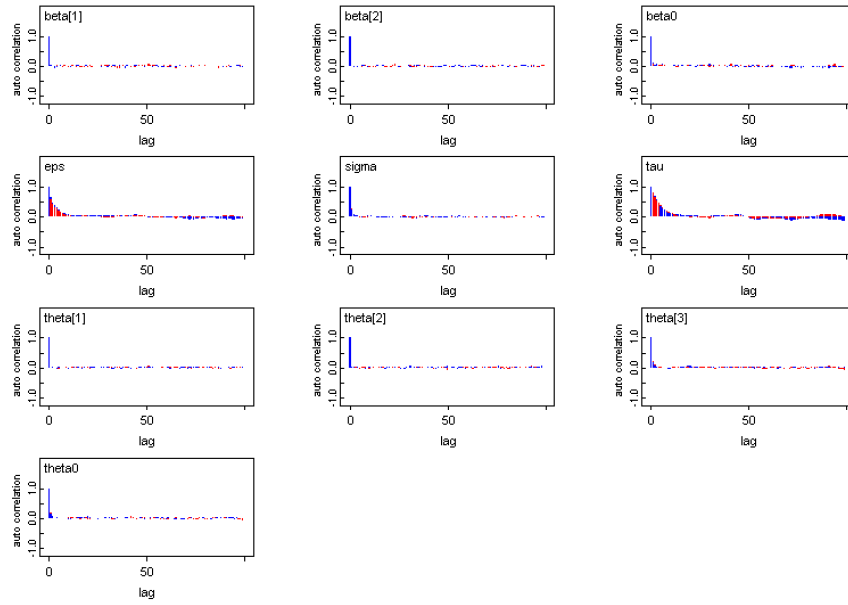 beta[1]
auto correlation
-1.0 0.0 1.0
0 50
lag
beta[2]
auto correlation
-1.0 0.0 1.0
0 50
lag
beta0
auto correlation
-1.0 0.0 1.0
0 50
lag
eps
auto correlation
-1.0 0.0 1.0
0 50
lag
sigma
auto correlation
-1.0 0.0 1.0
0 50
lag
tau
auto correlation
-1.0 0.0 1.0
0 50
lag
theta[1]
auto correlation
-1.0 0.0 1.0
0 50
lag
theta[2]
auto correlation
-1.0 0.0 1.0
0 50
lag
theta[3]
auto correlation
-1.0 0.0 1.0
0 50
lag
theta0
auto correlation
-1.0 0.0 1.0
0 50
lag